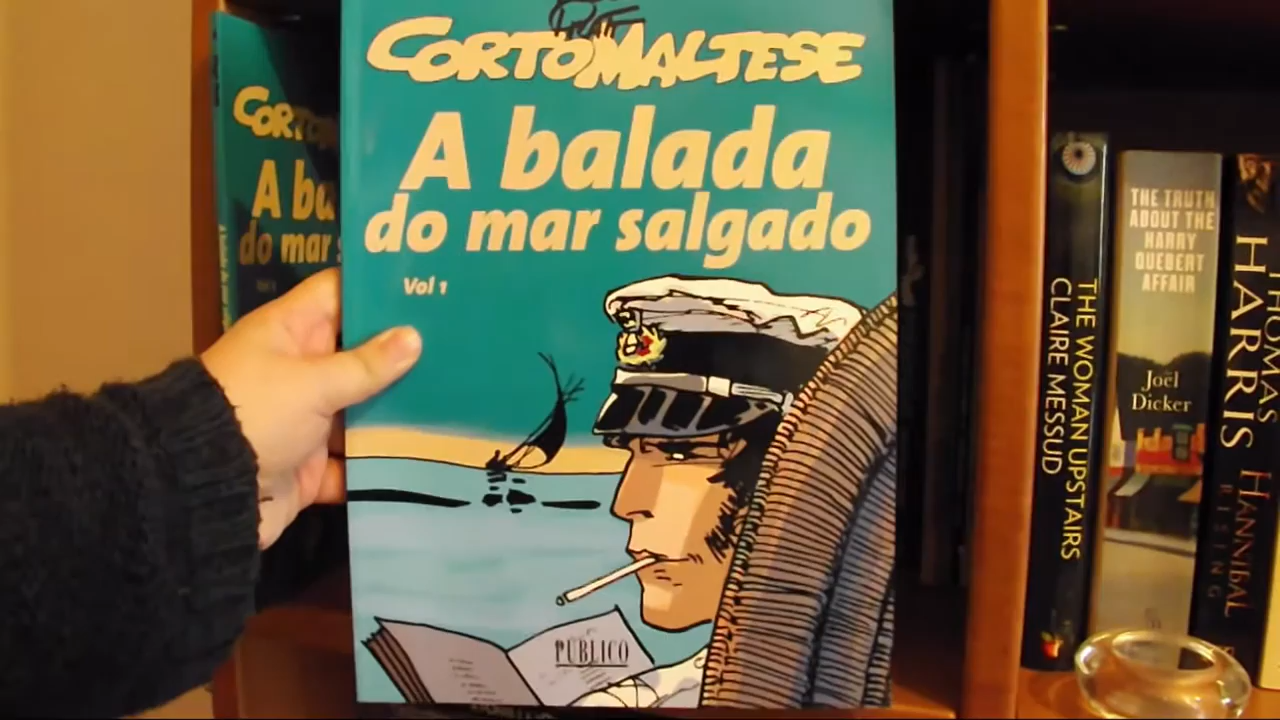 CORTO MALTESE
A balada
do mar salgado
Vol 1
PÚBLICO
CORTO
A ba
do mar s
THE WOMAN UPSTAIRS
CLAIRE MESSUD
THE TRUTH
ABOUT THE
HARRY
QUEBERT
AFFAIR
Joël
Dicker
THOMAS
HARRIS
HANNIBAL
RISING